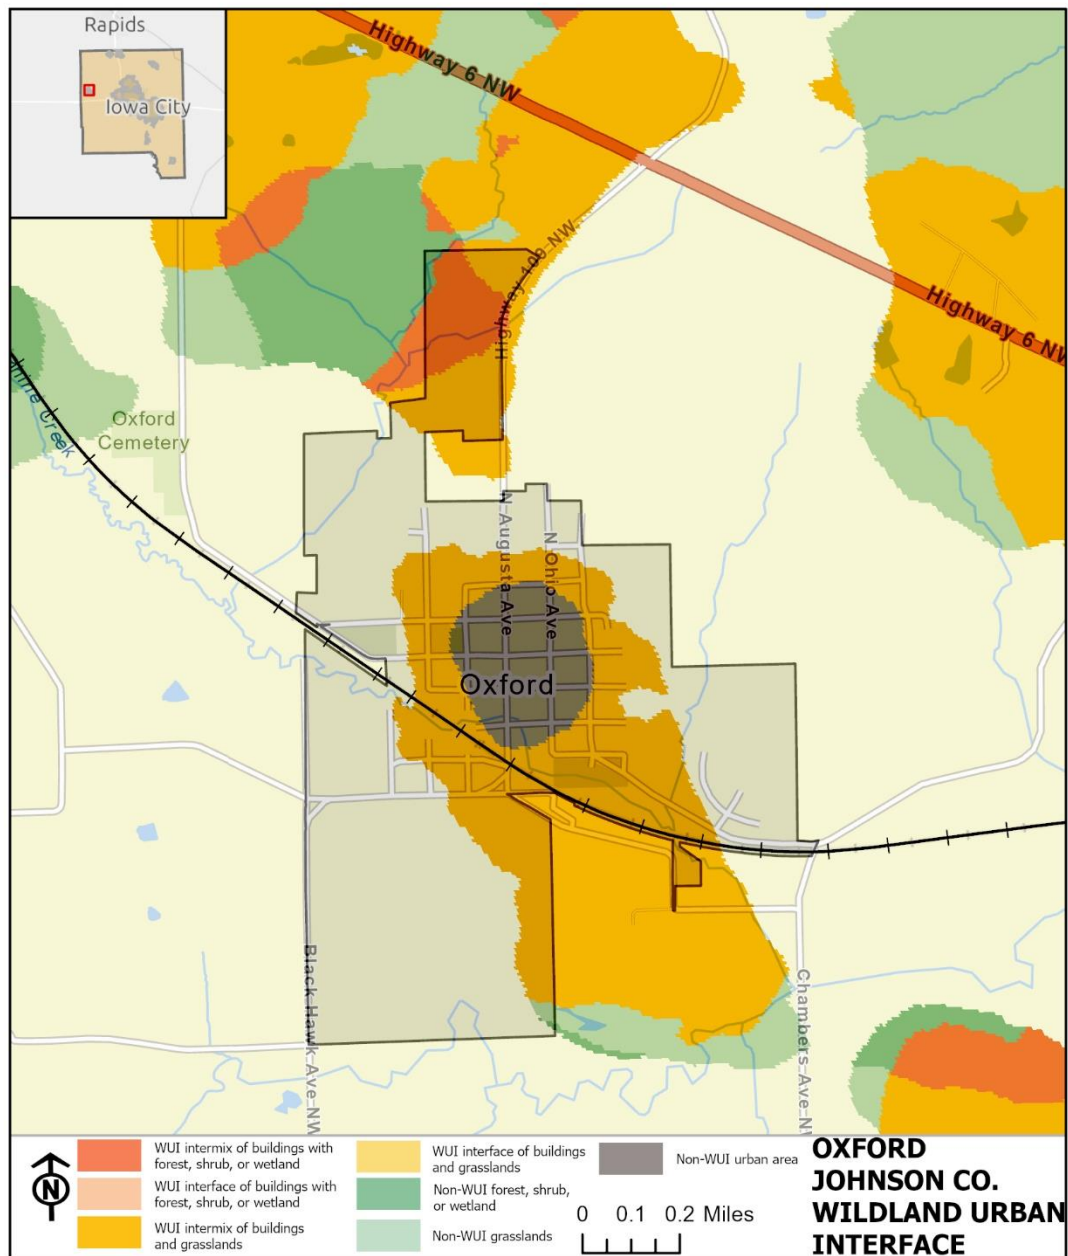 Rapids
Iowa City
Highway 6 NW
Highway 109 NW
Highway 6 NW
Oxford
Cemetery
Creek
N Augusta Ave
N Ohio Ave
Oxford
Black Hawk Ave NW
Chambers Ave N
N
WUI intermix of buildings with
forest, shrub, or wetland
WUI interface of buildings with
forest, shrub, or wetland
WUI intermix of buildings
and grasslands
WUI interface of buildings
and grasslands
Non-WUI forest, shrub,
or wetland
Non-WUI grasslands
Non-WUI urban area
0 0.1 0.2 Miles
OXFORD
JOHNSON CO.
WILDLAND URBAN
INTERFACE